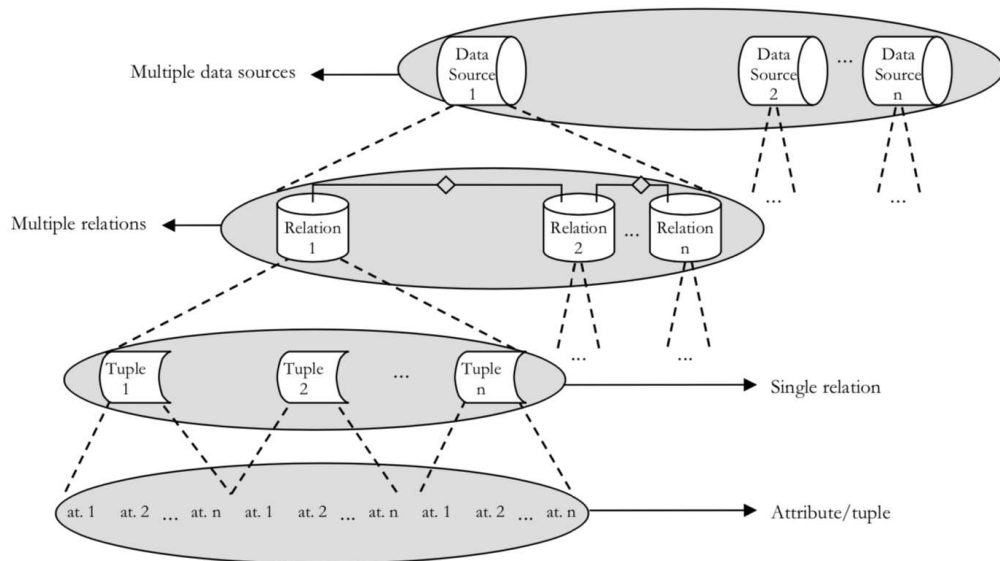 Multiple data sources
Data
Source
1
Data
Source
2
...
Data
Source
n
...
...
Multiple relations
Relation
1
Relation
2
...
Relation
n
...
...
Tuple
1
Tuple
2
...
Tuple
n
Single relation
at. 1 at. 2 ... at. n at. 1 at. 2 ... at. n at. 1 at. 2 ... at. n
Attribute/tuple